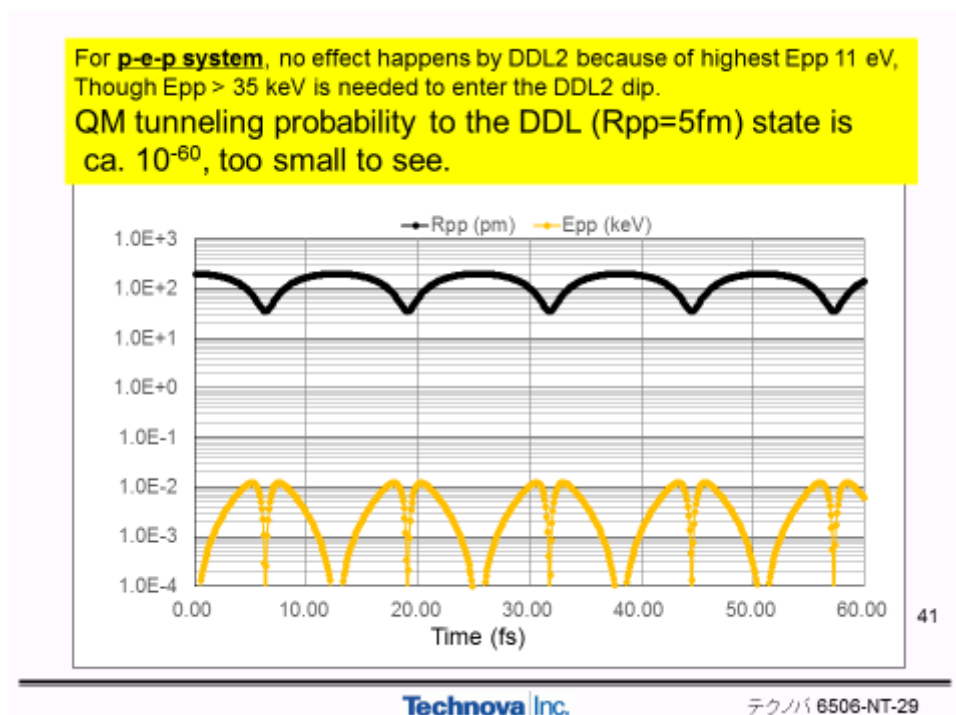 For p-e-p system, no effect happens by DDL2 because of highest Epp 11 eV,
Though Epp > 35 keV is needed to enter the DDL2 dip.
QM tunneling probability to the DDL (Rpp=5fm) state is
ca. 10⁻⁶⁰, too small to see.
Rpp (pm) Epp (keV)
1.0E+3
1.0E+2
1.0E+1
1.0E+0
1.0E-1
1.0E-2
1.0E-3
1.0E-4
0.00 10.00 20.00 30.00 40.00 50.00 60.00
Time (fs)
41
Technova Inc.
テクノバ 6506-NT-29